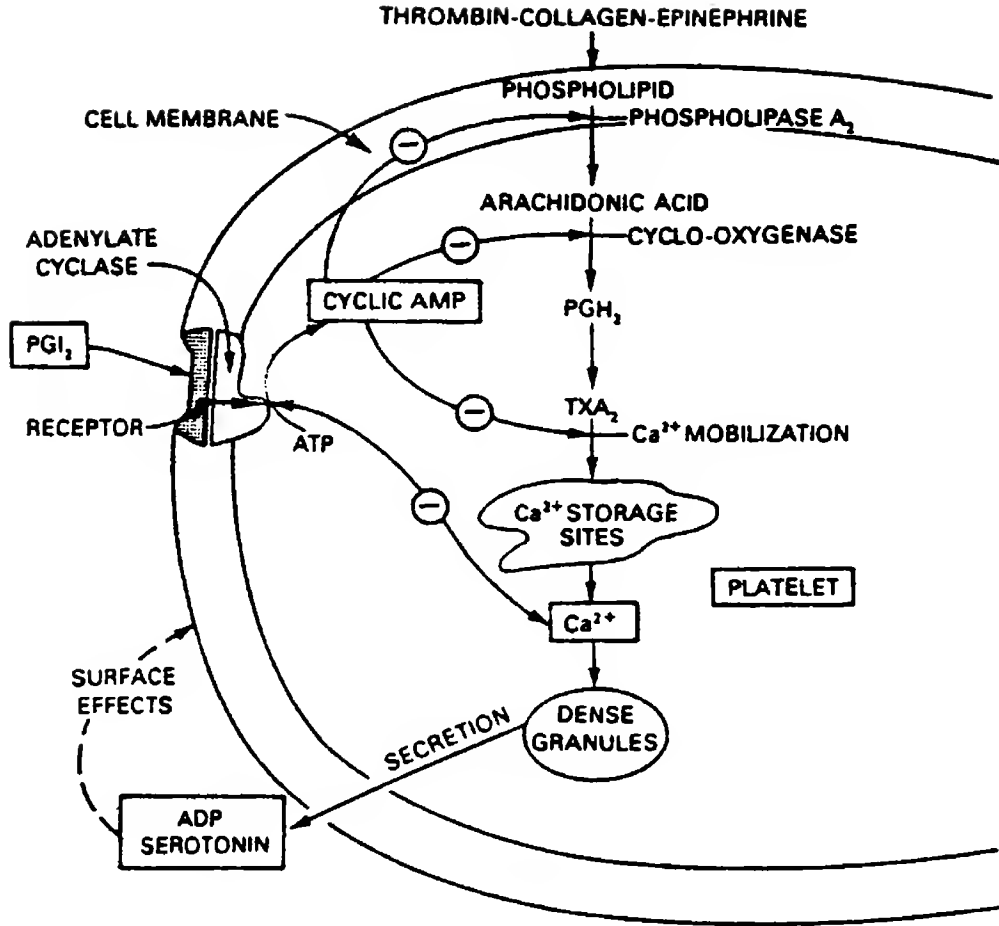 THROMBIN-COLLAGEN-EPINEPHRINE
PHOSPHOLIPID
CELL MEMBRANE
PHOSPHOLIPASE A₂
ARACHIDONIC ACID
CYCLO-OXYGENASE
ADENYLATE
CYCLASE
CYCLIC AMP
PGH₂
PGI₂
TXA₂
RECEPTOR
ATP
Ca²⁺ MOBILIZATION
Ca²⁺ STORAGE
SITES
PLATELET
Ca²⁺
SURFACE
EFFECTS
DENSE
GRANULES
SECRETION
ADP
SEROTONIN